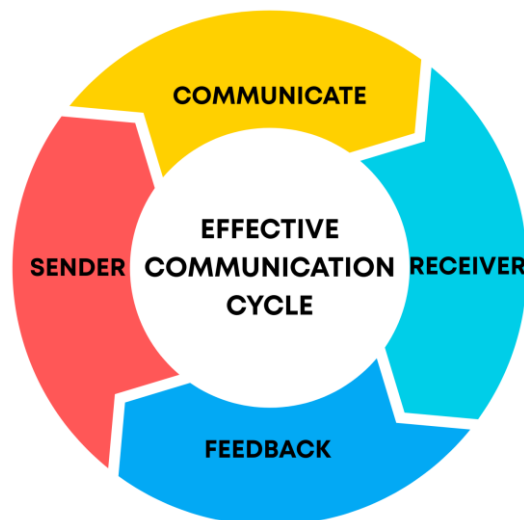 COMMUNICATE
EFFECTIVE
COMMUNICATION
CYCLE
SENDER
RECEIVER
FEEDBACK